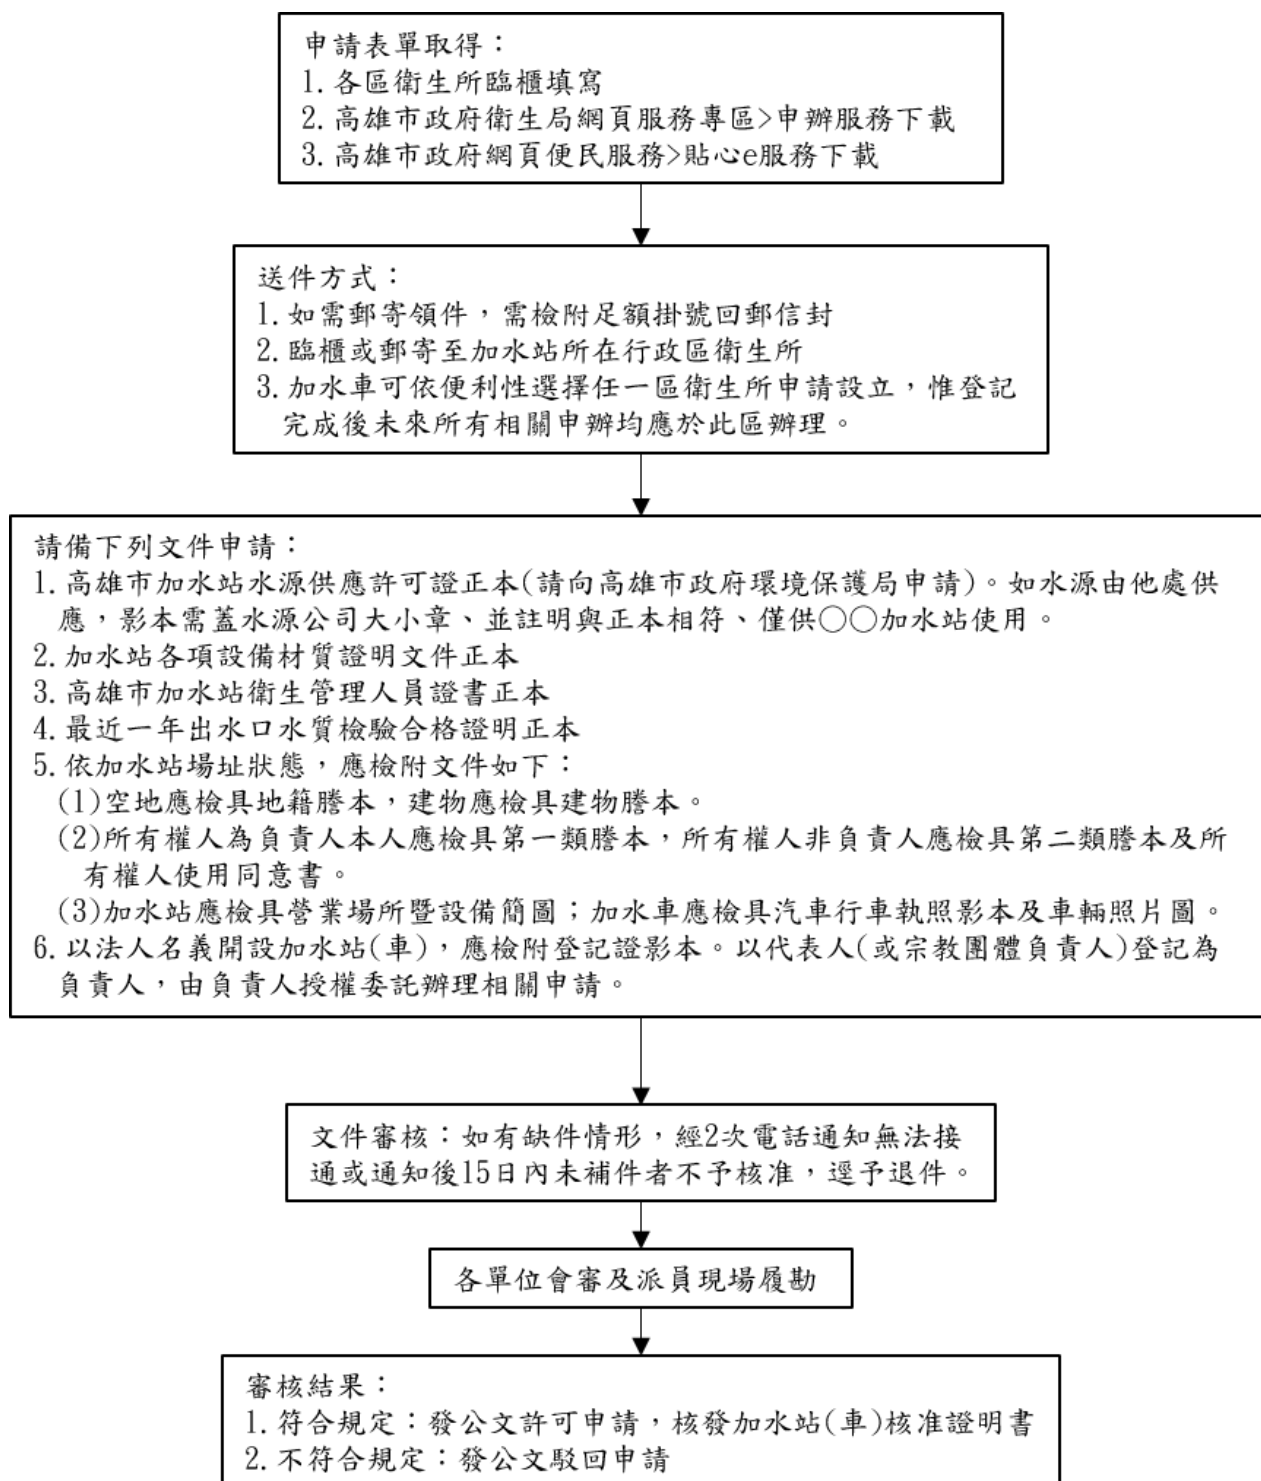 申請表單取得：
1.各區衛生所臨櫃填寫
2.高雄市政府衛生局網頁服務專區>申辦服務下載
3.高雄市政府網頁便民服務>貼心e服務下載
送件方式：
1.如需郵寄領件，需檢附足額掛號回郵信封
2.臨櫃或郵寄至加水站所在行政區衛生所
3.加水車可依便利性選擇任一區衛生所申請設立，惟登記
完成後未來所有相關申辦均應於此區辦理。
請備下列文件申請：
1.高雄市加水站水源供應許可證正本(請向高雄市政府環境保護局申請)。如水源由他處供
應，影本需蓋水源公司大小章、並註明與正本相符、僅供○○加水站使用。
2.加水站各項設備材質證明文件正本
3.高雄市加水站衛生管理人員證書正本
4.最近一年出水口水質檢驗合格證明正本
5.依加水站場址狀態，應檢附文件如下：
(1)空地應檢具地籍謄本，建物應檢具建物謄本。
(2)所有權人為負責人本人應檢具第一類謄本，所有權人非負責人應檢具第二類謄本及所
有權人使用同意書。
(3)加水站應檢具營業場所暨設備簡圖；加水車應檢具汽車行車執照影本及車輛照片圖。
6.以法人名義開設加水站(車)，應檢附登記證影本。以代表人(或宗教團體負責人)登記為
負責人，由負責人授權委託辦理相關申請。
文件審核：如有缺件情形，經2次電話通知無法接
通或通知後15日內未補件者不予核准，逕予退件。
各單位會審及派員現場履勘
審核結果：
1.符合規定：發公文許可申請，核發加水站(車)核准證明書
2.不符合規定：發公文駁回申請